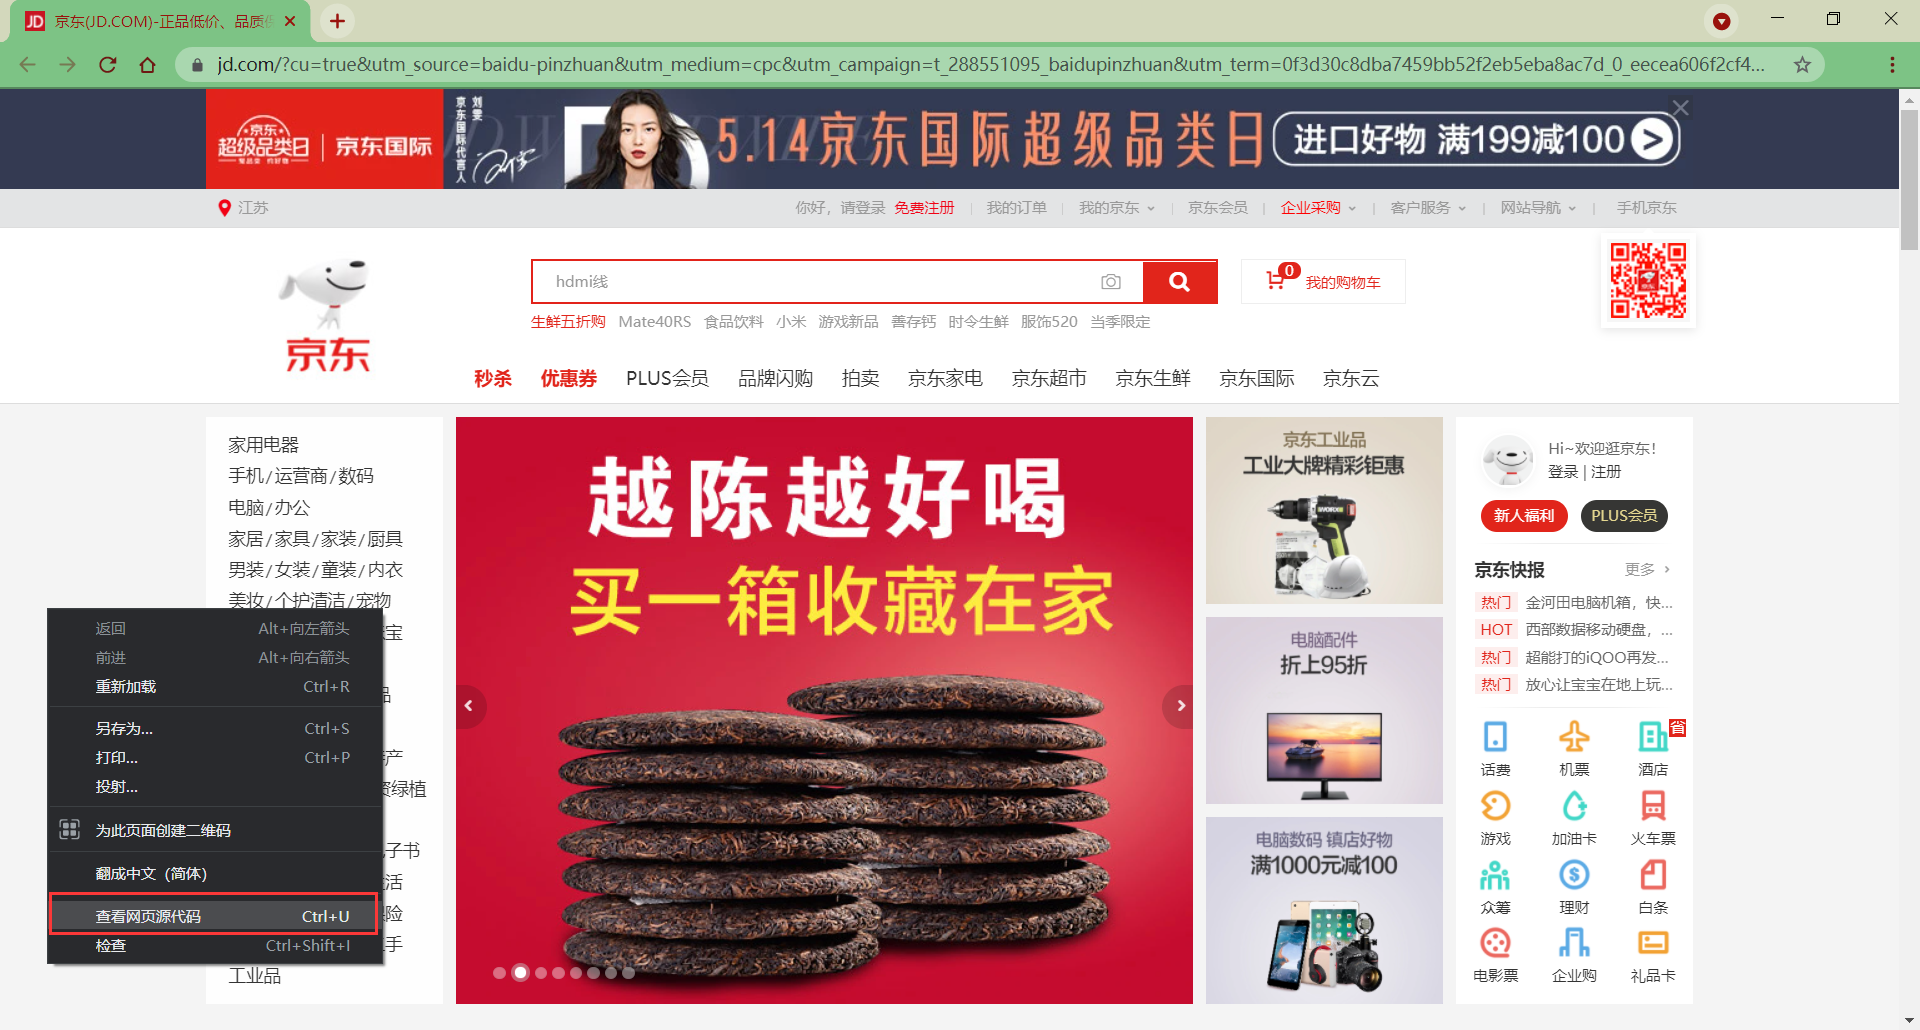 JD 京东(JD.COM)-正品低价、品质
jd.com/?cu=true&utm_source=baidu-pinzhuan&utm_medium=cpc&utm_campaign=t_288551095_baidupinzhuan&utm_term=0f3d30c8dba7459bb52f2eb5eba8ac7d_0_eecea606f2cf4...
京东
超级品类日
京东国际
刘雯
京东国际代言人
5.14京东国际超级品类日
进口好物 满199减100
江苏
你好，请登录 免费注册
我的订单
我的京东
京东会员
企业采购
客户服务
网站导航
手机京东
京东
hdmi线
0
我的购物车
生鲜五折购 Mate40RS 食品饮料 小米 游戏新品 善存钙 时令生鲜 服饰520 当季限定
秒杀 优惠券 PLUS会员 品牌闪购 拍卖 京东家电 京东超市 京东生鲜 京东国际 京东云
家用电器
手机/运营商/数码
电脑/办公
家居/家具/家装/厨具
男装/女装/童装/内衣
美妆/个护清洁/宠物
宝
品
产
绿植
子书
活
险
手
工业品
返回 Alt+向左箭头
前进 Alt+向右箭头
重新加载 Ctrl+R
另存为... Ctrl+S
打印... Ctrl+P
投射...
为此页面创建二维码
翻成中文（简体）
查看网页源代码 Ctrl+U
检查 Ctrl+Shift+I
越陈越好喝
买一箱收藏在家
京东工业品
工业大牌精彩钜惠
WORX
电脑配件
折上95折
电脑数码 镇店好物
满1000元减100
Hi~欢迎逛京东!
登录 | 注册
新人福利
PLUS会员
京东快报
更多
热门 金河田电脑机箱，快...
HOT 西部数据移动硬盘，...
热门 超能打的iQOO再发...
热门 放心让宝宝在地上玩...
省
话费 机票 酒店
游戏 加油卡 火车票
众筹 理财 白条
电影票 企业购 礼品卡